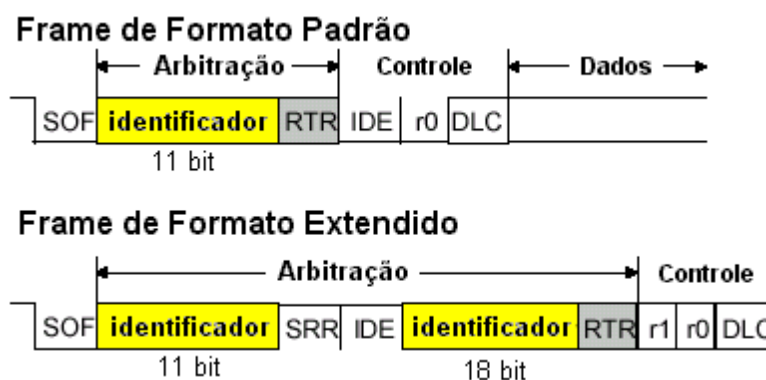 Frame de Formato Padrão
Arbitração Controle Dados
SOF identificador RTR IDE r0 DLC
11 bit
Frame de Formato Extendido
Arbitração Controle
SOF identificador SRR IDE identificador RTR r1 r0 DLC
11 bit 18 bit